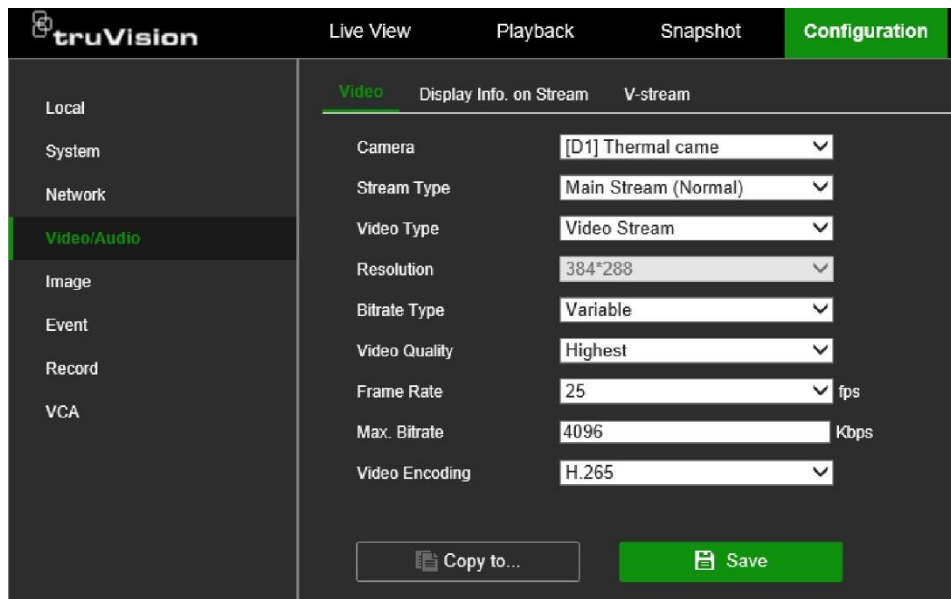 truVision Live View Playback Snapshot Configuration
Local
System
Network
Video/Audio
Image
Event
Record
VCA
Video Display Info. on Stream V-stream
Camera [D1] Thermal came
Stream Type Main Stream (Normal)
Video Type Video Stream
Resolution 384*288
Bitrate Type Variable
Video Quality Highest
Frame Rate 25 fps
Max. Bitrate 4096 Kbps
Video Encoding H.265
Copy to... Save